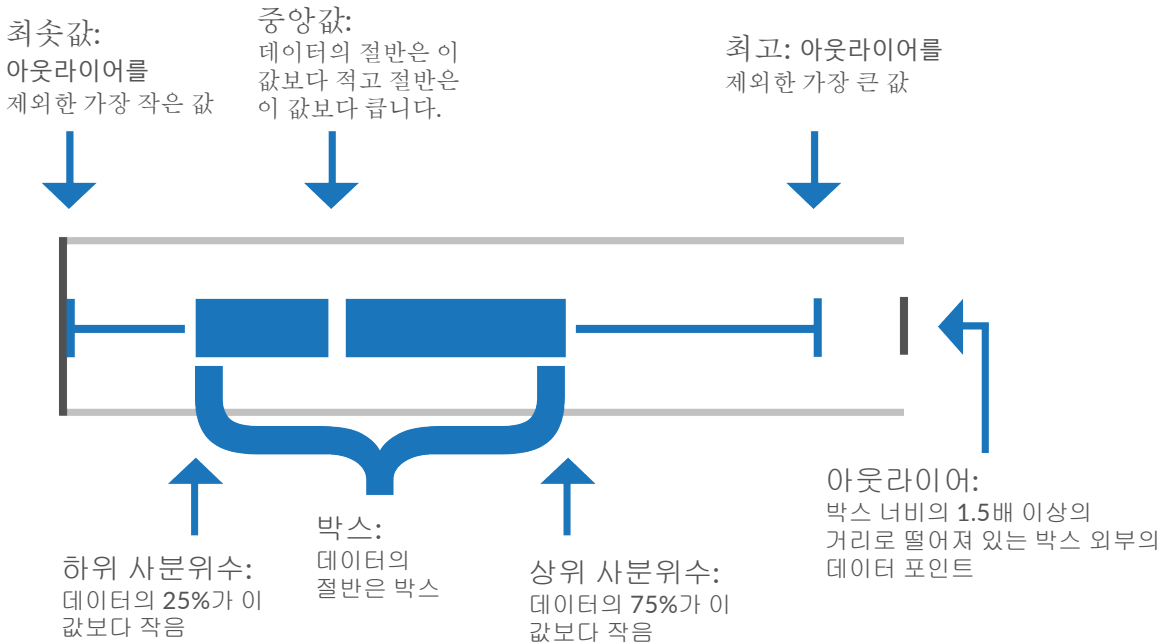 최솟값:
아웃라이어를
제외한 가장 작은 값
중앙값:
데이터의 절반은 이
값보다 적고 절반은
이 값보다 큽니다.
최고: 아웃라이어를
제외한 가장 큰 값
하위 사분위수:
데이터의 25%가 이
값보다 작음
박스:
데이터의
절반은 박스
상위 사분위수:
데이터의 75%가 이
값보다 작음
아웃라이어:
박스 너비의 1.5배 이상의
거리로 떨어져 있는 박스 외부의
데이터 포인트